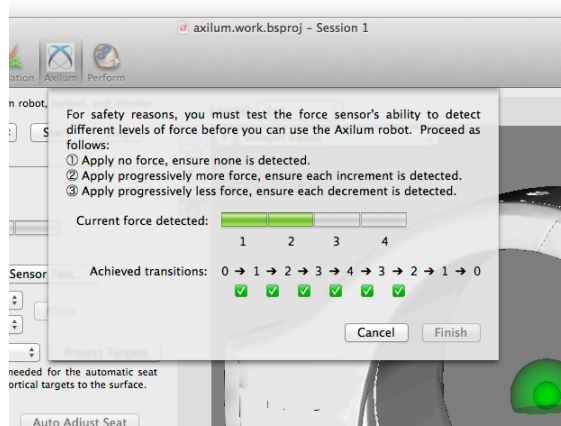 axilum.work.bsproj – Session 1
ation Axilum Perform
n robot,
For safety reasons, you must test the force sensor's ability to detect
different levels of force before you can use the Axilum robot. Proceed as
follows:
① Apply no force, ensure none is detected.
② Apply progressively more force, ensure each increment is detected.
③ Apply progressively less force, ensure each decrement is detected.
Current force detected:
1 2 3 4
Sensor
Achieved transitions: 0 → 1 → 2 → 3 → 4 → 3 → 2 → 1 → 0
Cancel Finish
Project Targets
needed for the automatic seat
ortical targets to the surface.
Auto Adjust Seat